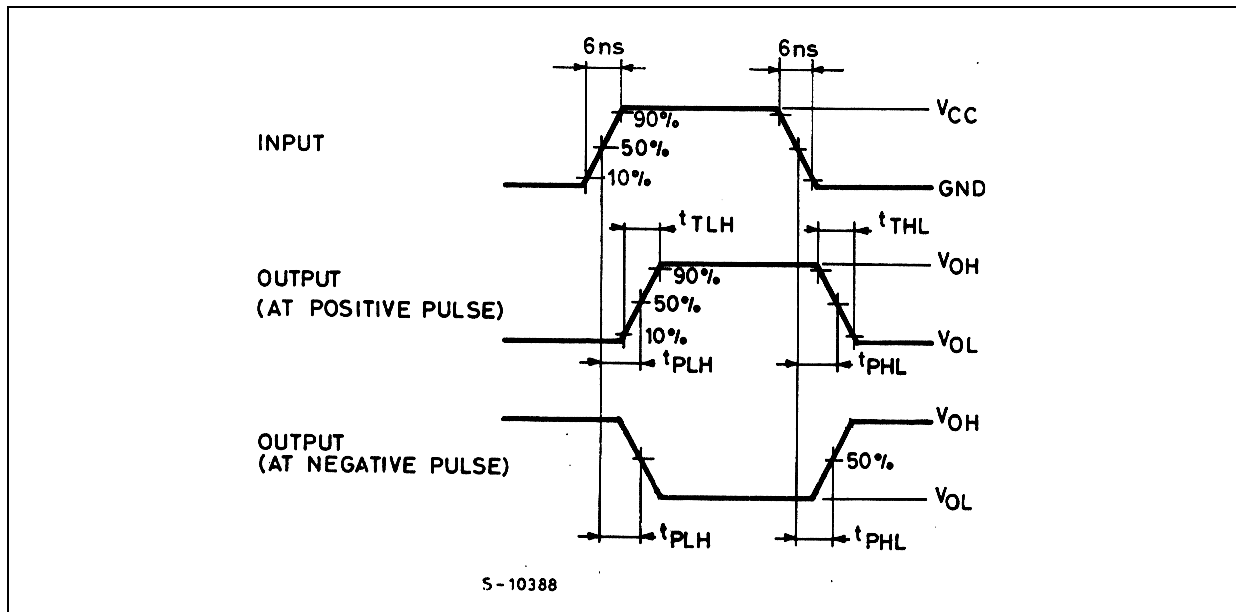 6ns 6ns
VCC
90%
INPUT
50%
10%
GND
tTLH tTHL
VOH
OUTPUT 90%
(AT POSITIVE PULSE) 50%
10%
VOL
tPLH tPHL
VOH
OUTPUT
(AT NEGATIVE PULSE) 50%
VOL
tPLH tPHL
S-10388